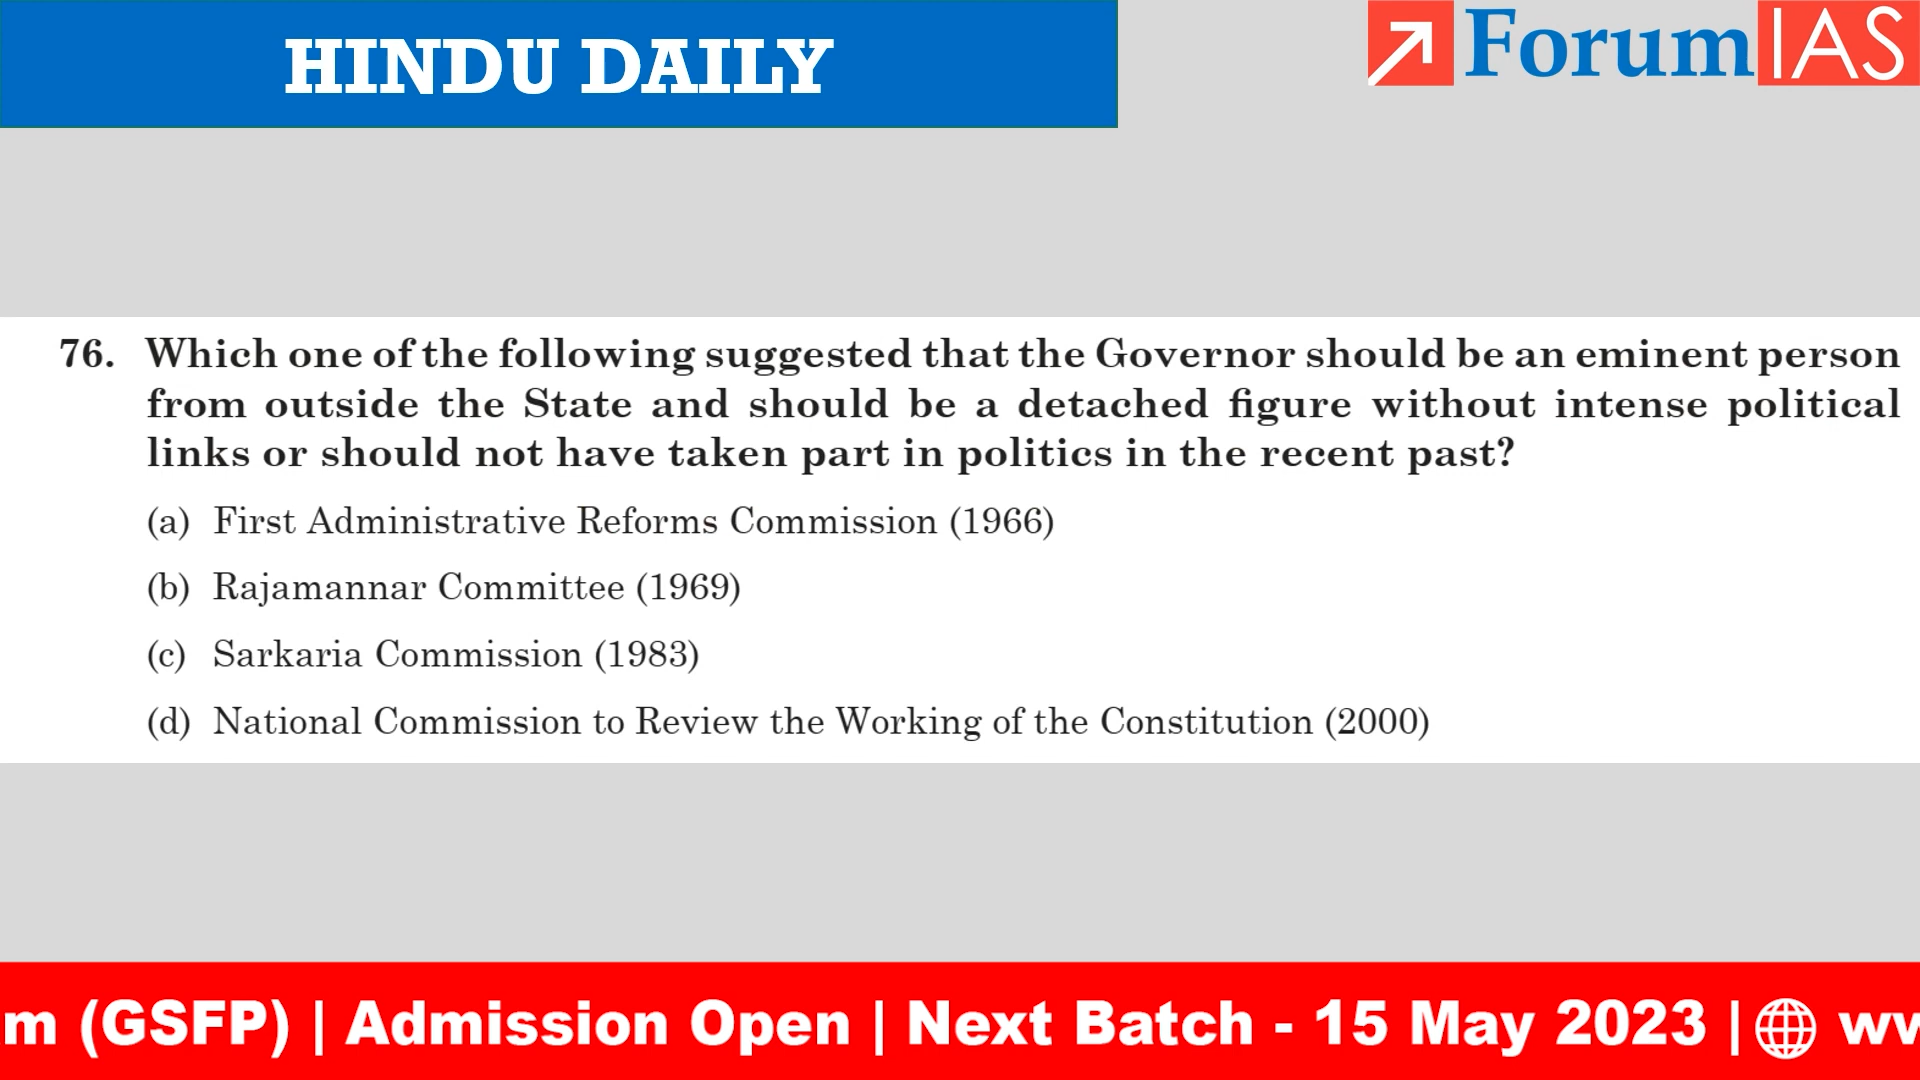 HINDU DAILY
ForumIAS
76. Which one of the following suggested that the Governor should be an eminent person
from outside the State and should be a detached figure without intense political
links or should not have taken part in politics in the recent past?
(a) First Administrative Reforms Commission (1966)
(b) Rajamannar Committee (1969)
(c) Sarkaria Commission (1983)
(d) National Commission to Review the Working of the Constitution (2000)
m (GSFP) | Admission Open | Next Batch - 15 May 2023 |